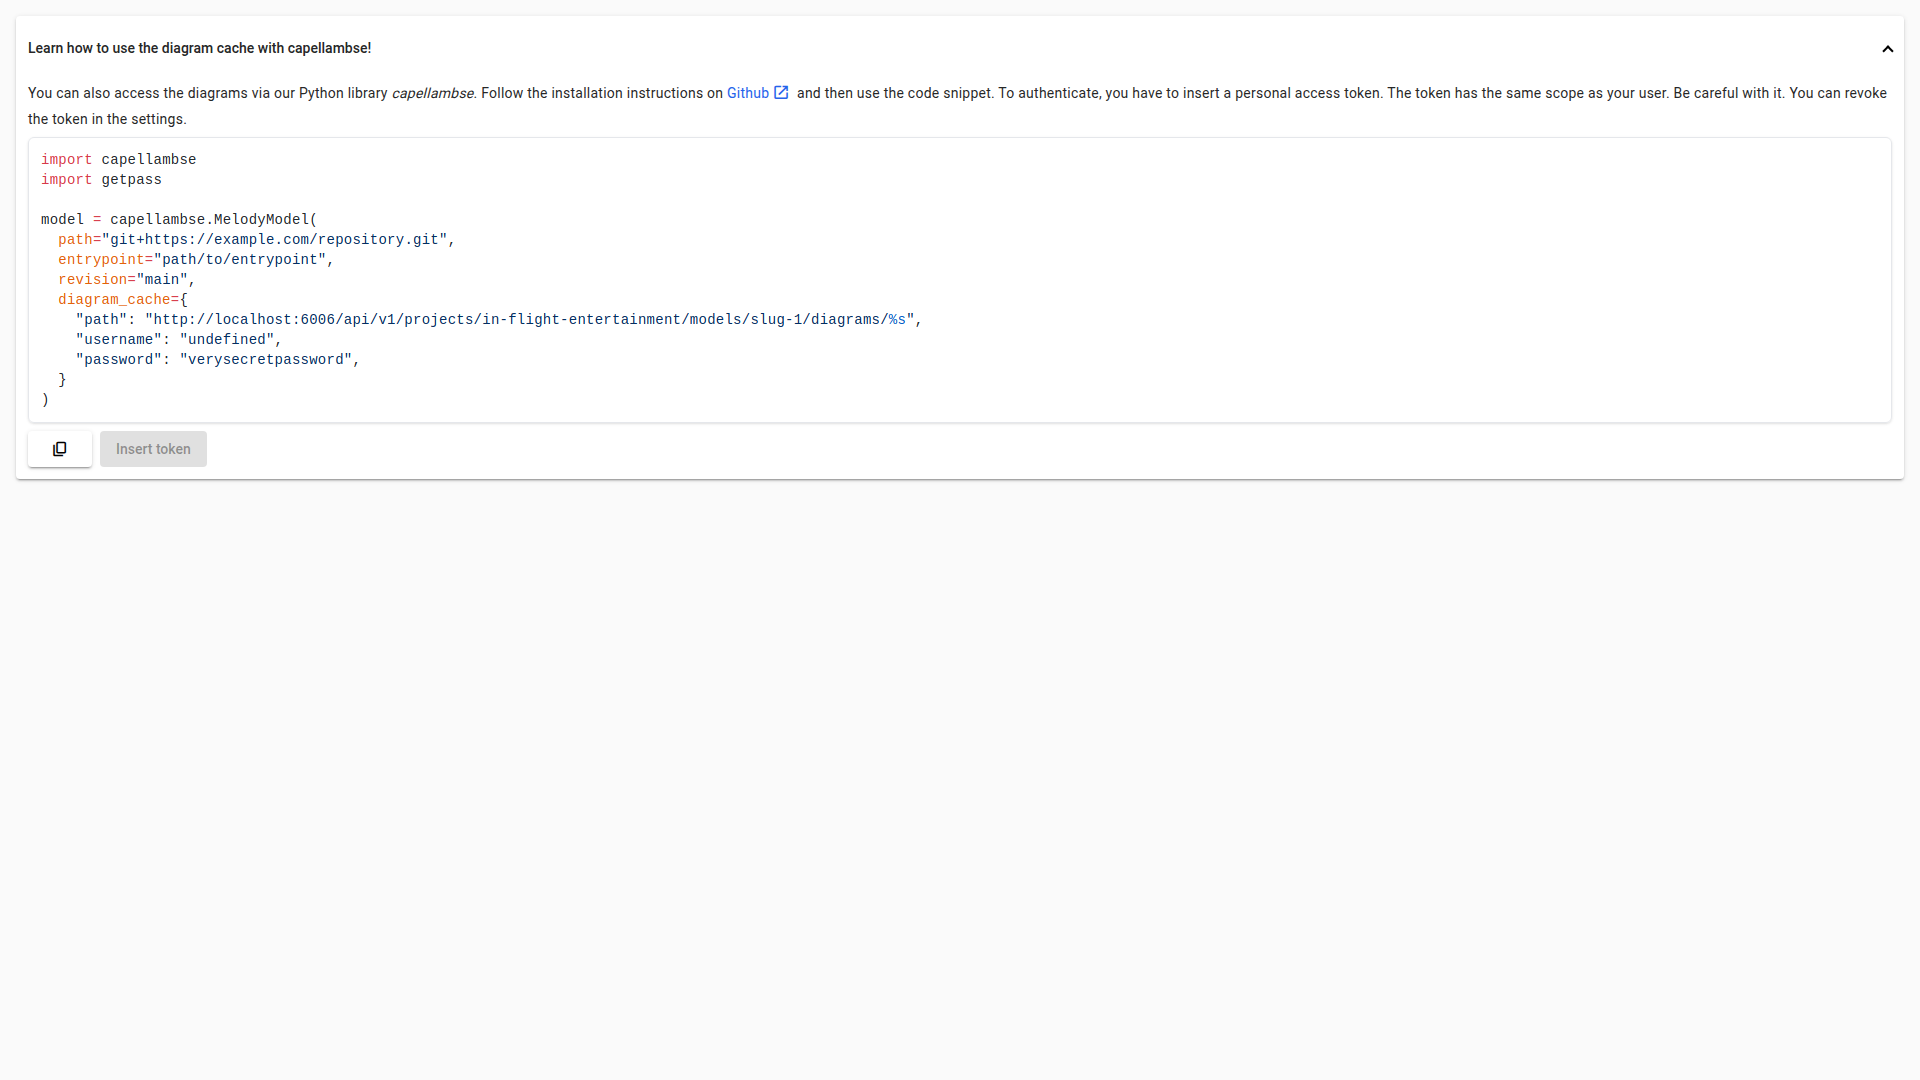 Learn how to use the diagram cache with capellambse!
You can also access the diagrams via our Python library capellambse. Follow the installation instructions on Github and then use the code snippet. To authenticate, you have to insert a personal access token. The token has the same scope as your user. Be careful with it. You can revoke
the token in the settings.
import capellambse
import getpass

model = capellambse.MelodyModel(
  path="git+https://example.com/repository.git",
  entrypoint="path/to/entrypoint",
  revision="main",
  diagram_cache={
    "path": "http://localhost:6006/api/v1/projects/in-flight-entertainment/models/slug-1/diagrams/%s",
    "username": "undefined",
    "password": "verysecretpassword",
  }
)
Insert token